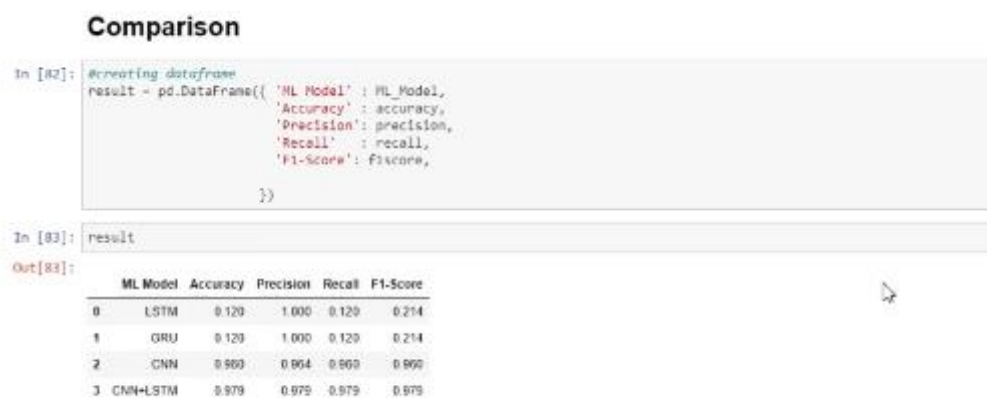 Comparison
In [82]: #creating dataframe
result = pd.DataFrame({ 'ML Model' : ML_Model,
'Accuracy' : accuracy,
'Precision': precision,
'Recall' : recall,
'F1-Score': f1score,
})
In [83]: result
Out[83]:
ML Model Accuracy Precision Recall F1-Score
0 LSTM 0.120 1.000 0.120 0.214
1 GRU 0.120 1.000 0.120 0.214
2 CNN 0.960 0.964 0.960 0.960
3 CNN+LSTM 0.979 0.979 0.979 0.979